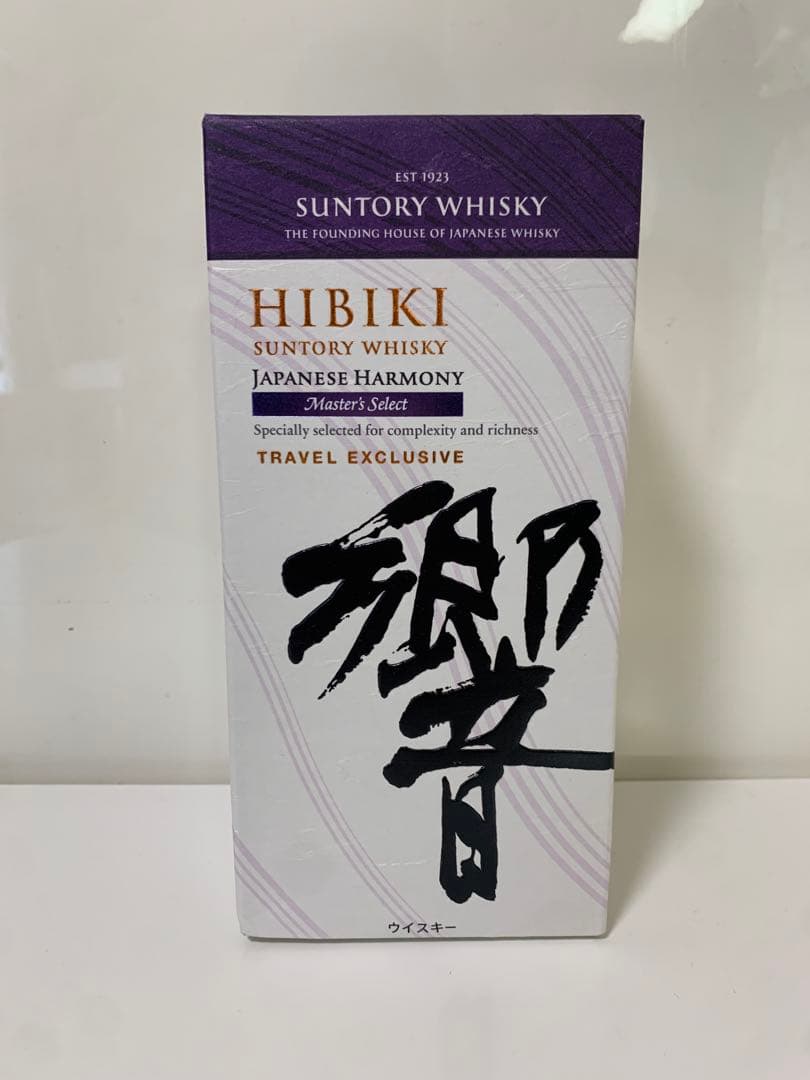 EST 1923
SUNTORY WHISKY
THE FOUNDING HOUSE OF JAPANESE WHISKY
HIBIKI
SUNTORY WHISKY
JAPANESE HARMONY
Master's Select
Specially selected for complexity and richness
TRAVEL EXCLUSIVE
響
ウイスキー